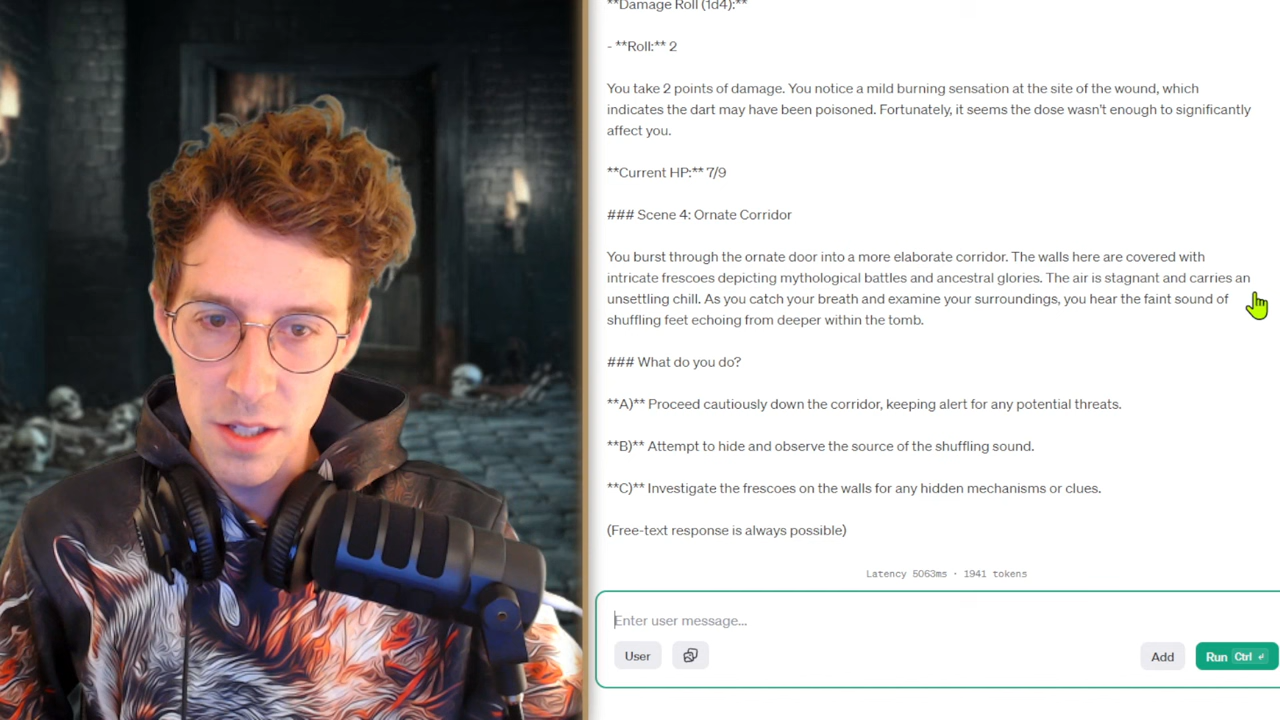 **Damage Roll (1d4):**
- **Roll:** 2
You take 2 points of damage. You notice a mild burning sensation at the site of the wound, which
indicates the dart may have been poisoned. Fortunately, it seems the dose wasn't enough to significantly
affect you.
**Current HP:** 7/9
### Scene 4: Ornate Corridor
You burst through the ornate door into a more elaborate corridor. The walls here are covered with
intricate frescoes depicting mythological battles and ancestral glories. The air is stagnant and carries an
unsettling chill. As you catch your breath and examine your surroundings, you hear the faint sound of
shuffling feet echoing from deeper within the tomb.
### What do you do?
**A)** Proceed cautiously down the corridor, keeping alert for any potential threats.
**B)** Attempt to hide and observe the source of the shuffling sound.
**C)** Investigate the frescoes on the walls for any hidden mechanisms or clues.
(Free-text response is always possible)
Latency 5063ms · 1941 tokens
Enter user message...
User
Add
Run Ctrl ↵